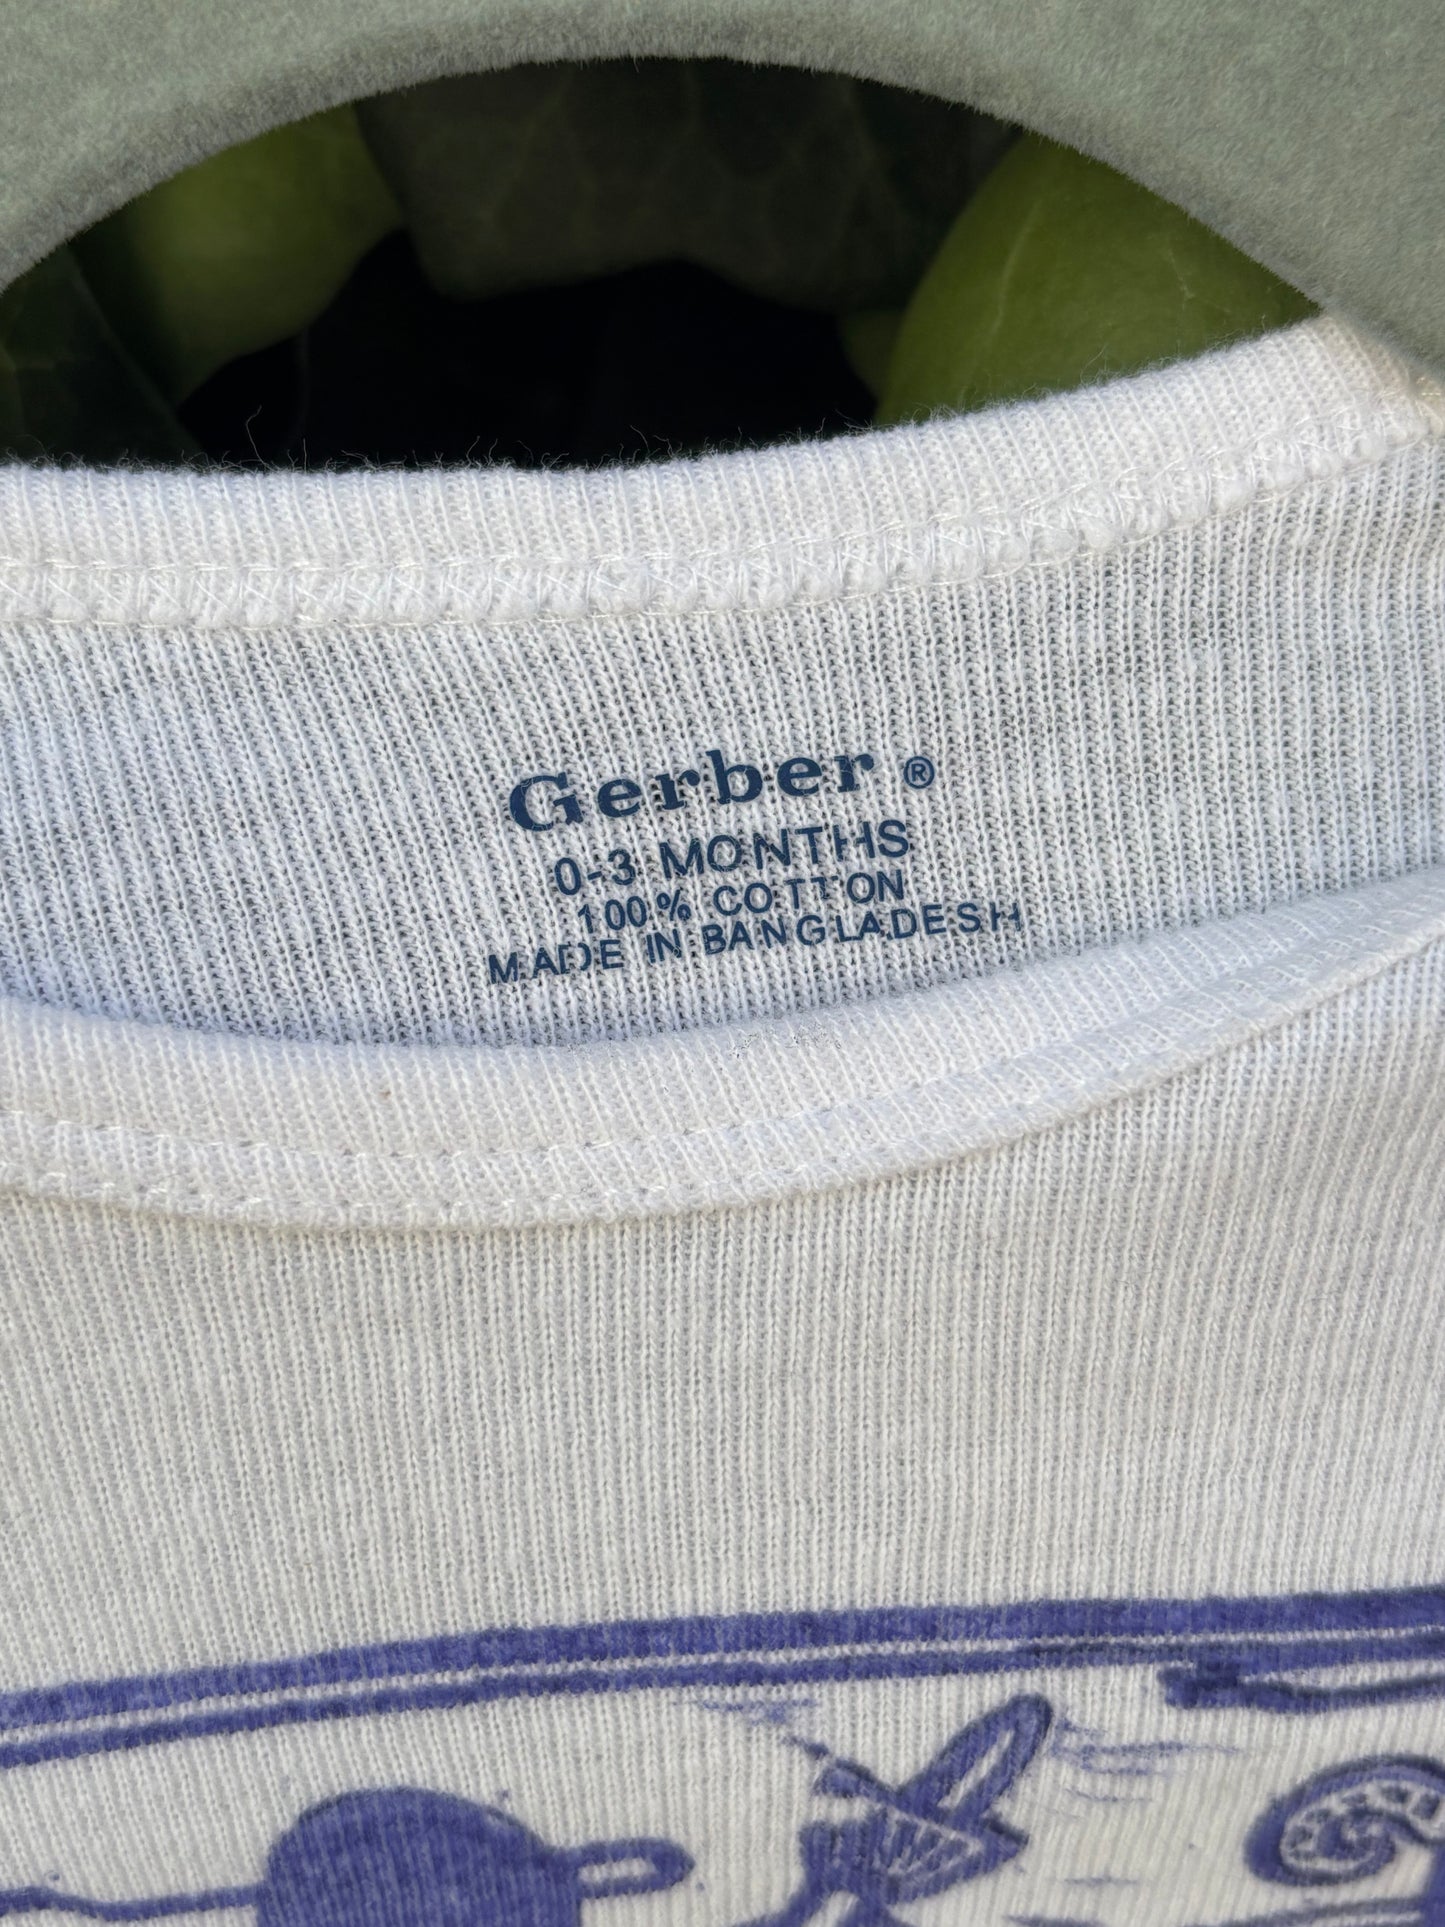 Gerber ®
0-3 MONTHS
100% COTTON
MADE IN BANGLADESH